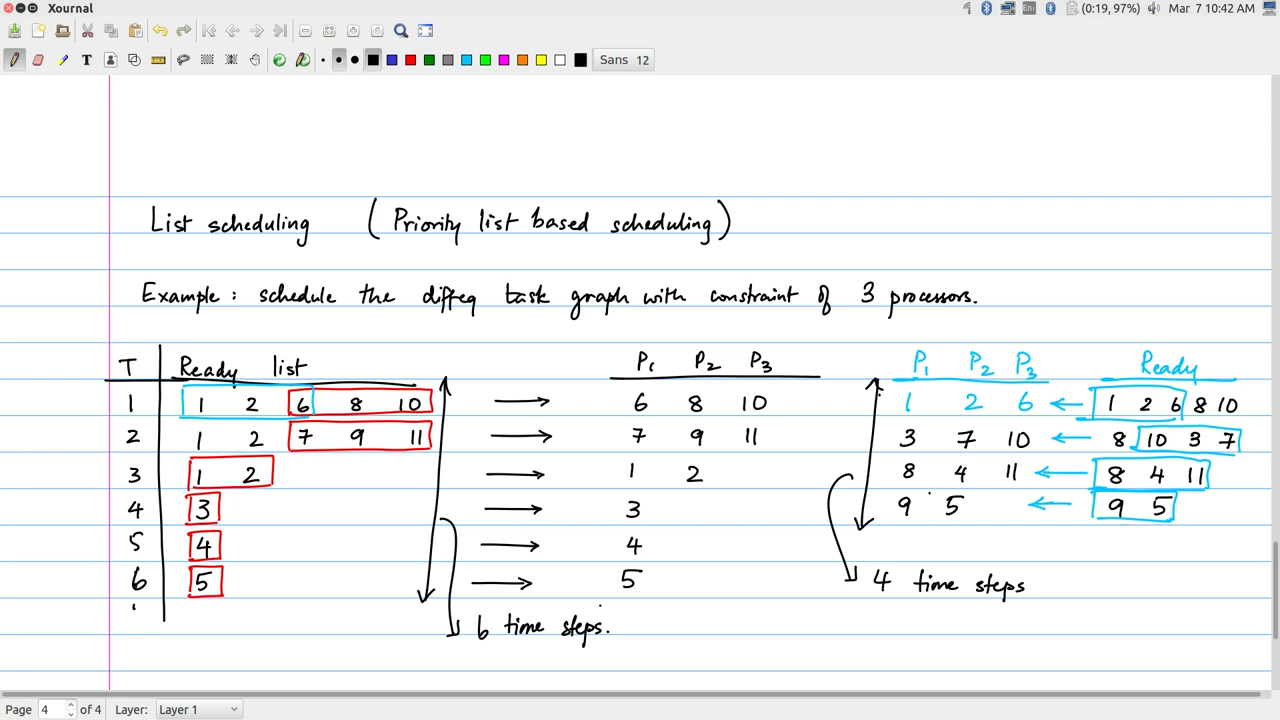 Xournal (0:19, 97%) Mar 7 10:42 AM
Sans 12
List scheduling (Priority list based scheduling)
Example: schedule the diffeq task graph with constraint of 3 processors.
T Ready list P1 P2 P3 P1 P2 P3 Ready
1 1 2 6 8 10 → 6 8 10 1 2 6 ← 1 2 6 8 10
2 1 2 7 9 11 → 7 9 11 3 7 10 ← 8 10 3 7
3 1 2 → 1 2 8 4 11 ← 8 4 11
4 3 → 3 9 5 ← 9 5
5 4 → 4
6 5 → 5 4 time steps
6 time steps.
Page 4 of 4 Layer: Layer 1